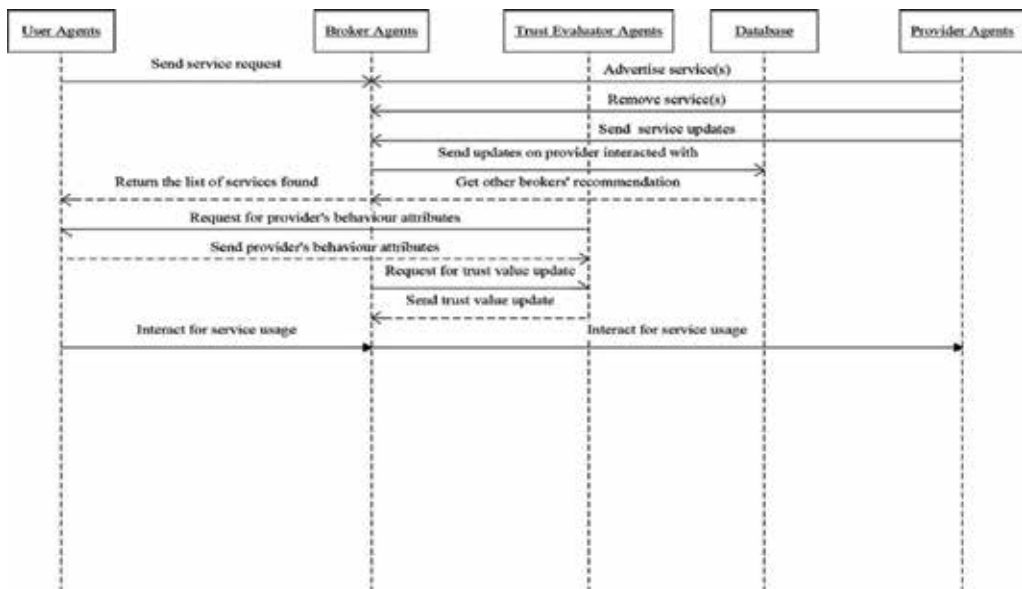 User Agents
Broker Agents
Trust Evaluator Agents
Database
Provider Agents
Send service request
Advertise service(s)
Remove service(s)
Send service updates
Send updates on provider interacted with
Return the list of services found
Get other brokers' recommendation
Request for provider's behaviour attributes
Send provider's behaviour attributes
Request for trust value update
Send trust value update
Interact for service usage
Interact for service usage